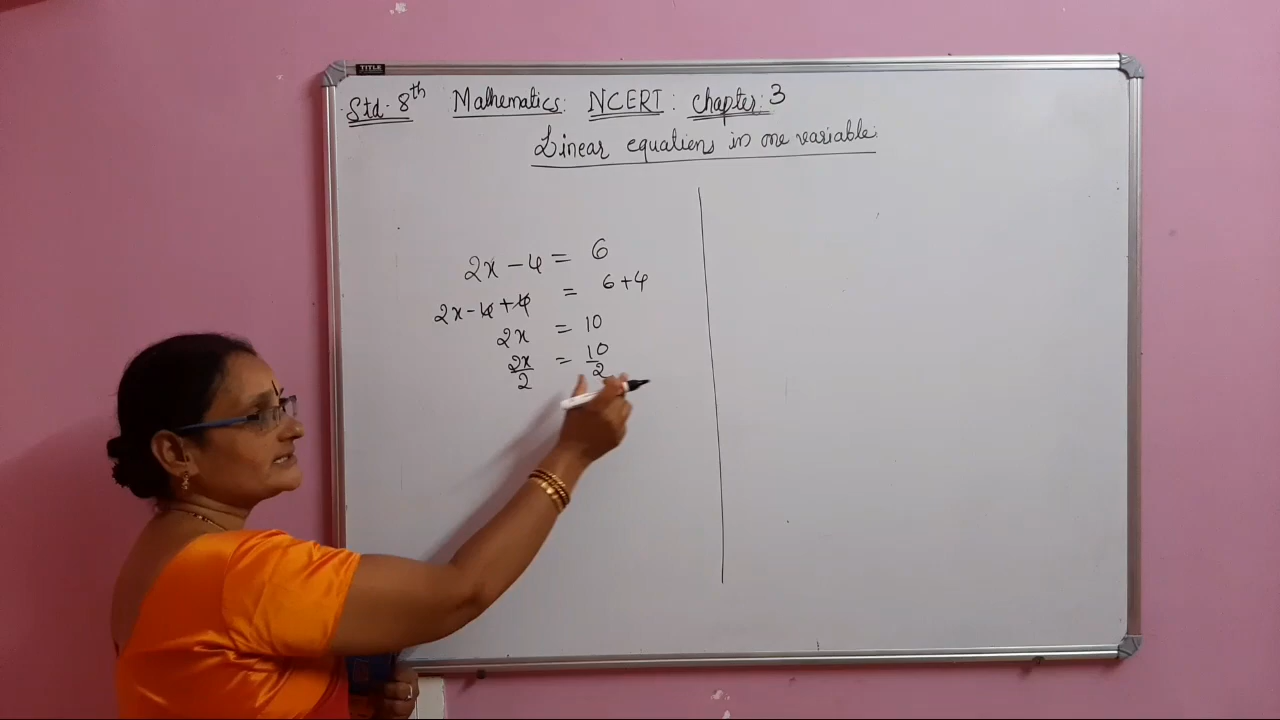 TITLE
Std. 8th Mathematics: NCERT: Chapter: 3
Linear equations in one variable.
2x - 4 = 6
2x - 4 + 4 = 6 + 4
2x = 10
2x/2 = 10/2